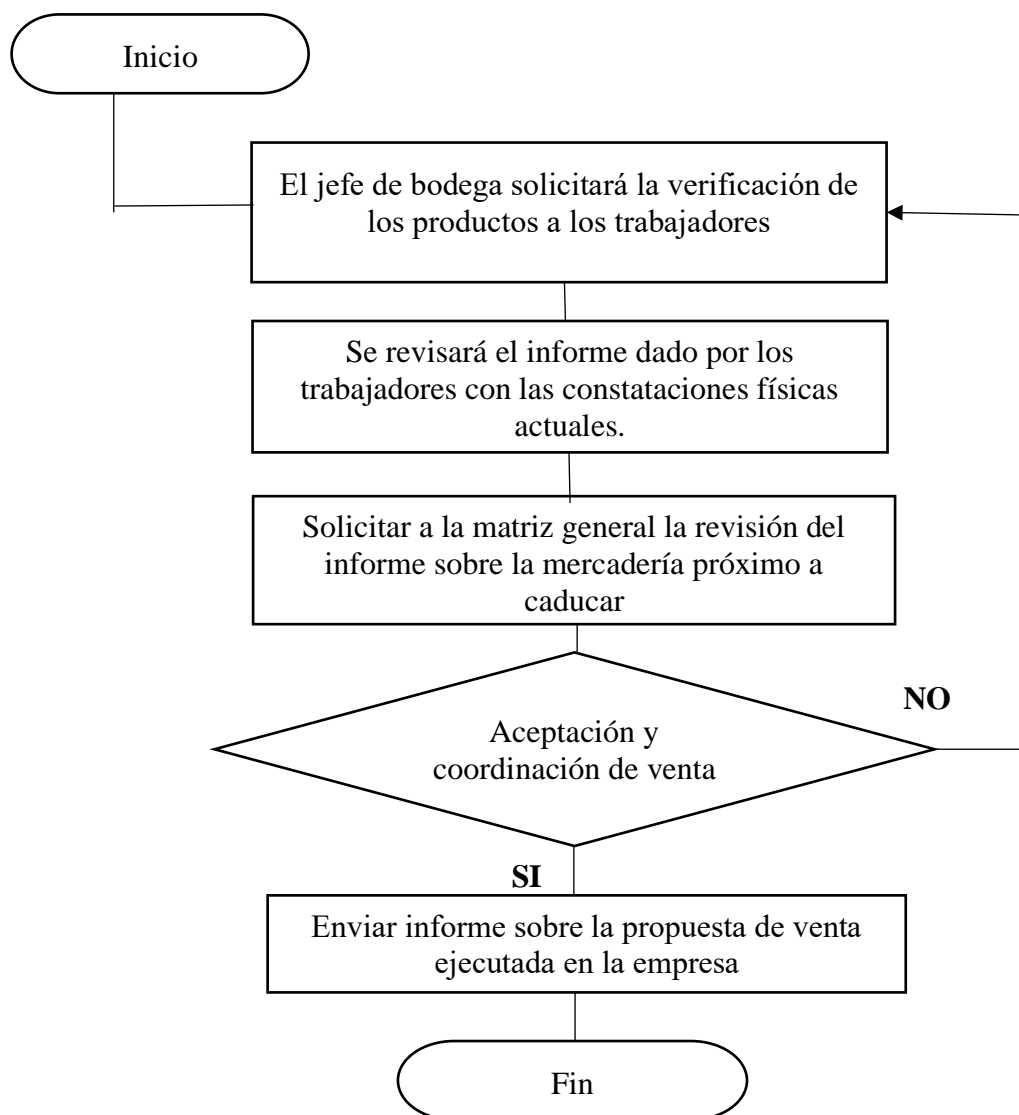 Inicio
El jefe de bodega solicitará la verificación de
los productos a los trabajadores
Se revisará el informe dado por los
trabajadores con las constataciones físicas
actuales.
Solicitar a la matriz general la revisión del
informe sobre la mercadería próximo a
caducar
NO
Aceptación y
coordinación de venta
SI
Enviar informe sobre la propuesta de venta
ejecutada en la empresa
Fin